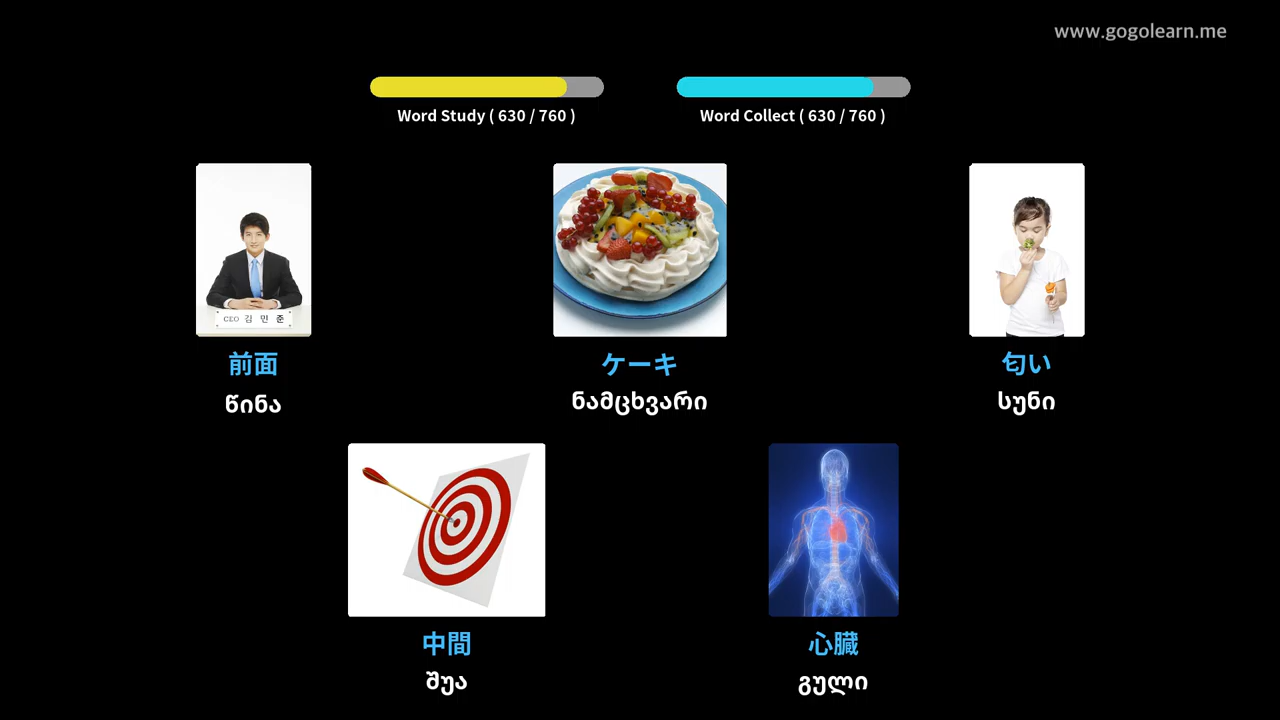 www.gogolearn.me
Word Study ( 630 / 760 )
Word Collect ( 630 / 760 )
CEO 김 민 준
前面
წინა
ケーキ
ნამცხვარი
匂い
სუნი
中間
შუა
心臓
გული